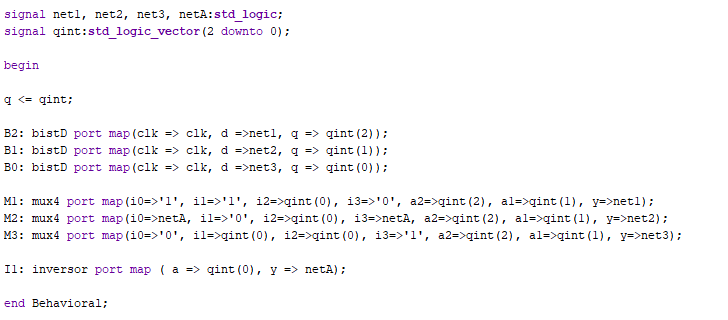 signal net1, net2, net3, netA:std_logic;
signal qint:std_logic_vector(2 downto 0);
begin
q <= qint;
B2: bistD port map(clk => clk, d =>net1, q => qint(2));
B1: bistD port map(clk => clk, d =>net2, q => qint(1));
B0: bistD port map(clk => clk, d =>net3, q => qint(0));
M1: mux4 port map(i0=>'1', i1=>'1', i2=>qint(0), i3=>'0', a2=>qint(2), a1=>qint(1), y=>net1);
M2: mux4 port map(i0=>netA, i1=>'0', i2=>qint(0), i3=>netA, a2=>qint(2), a1=>qint(1), y=>net2);
M3: mux4 port map(i0=>'0', i1=>qint(0), i2=>qint(0), i3=>'1', a2=>qint(2), a1=>qint(1), y=>net3);
I1: inversor port map ( a => qint(0), y => netA);
end Behavioral;